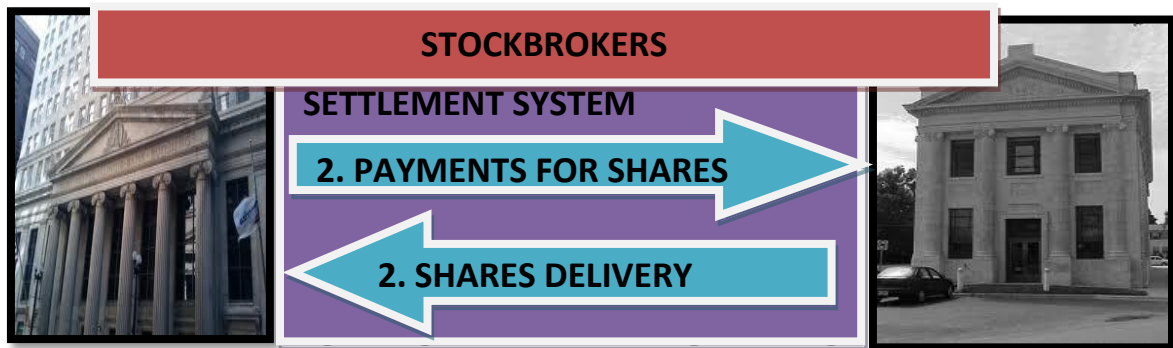 STOCKBROKERS
SETTLEMENT SYSTEM
2. PAYMENTS FOR SHARES
2. SHARES DELIVERY